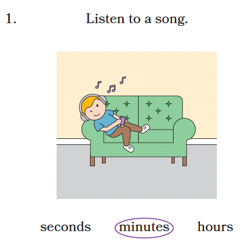 1. Listen to a song.
seconds minutes hours